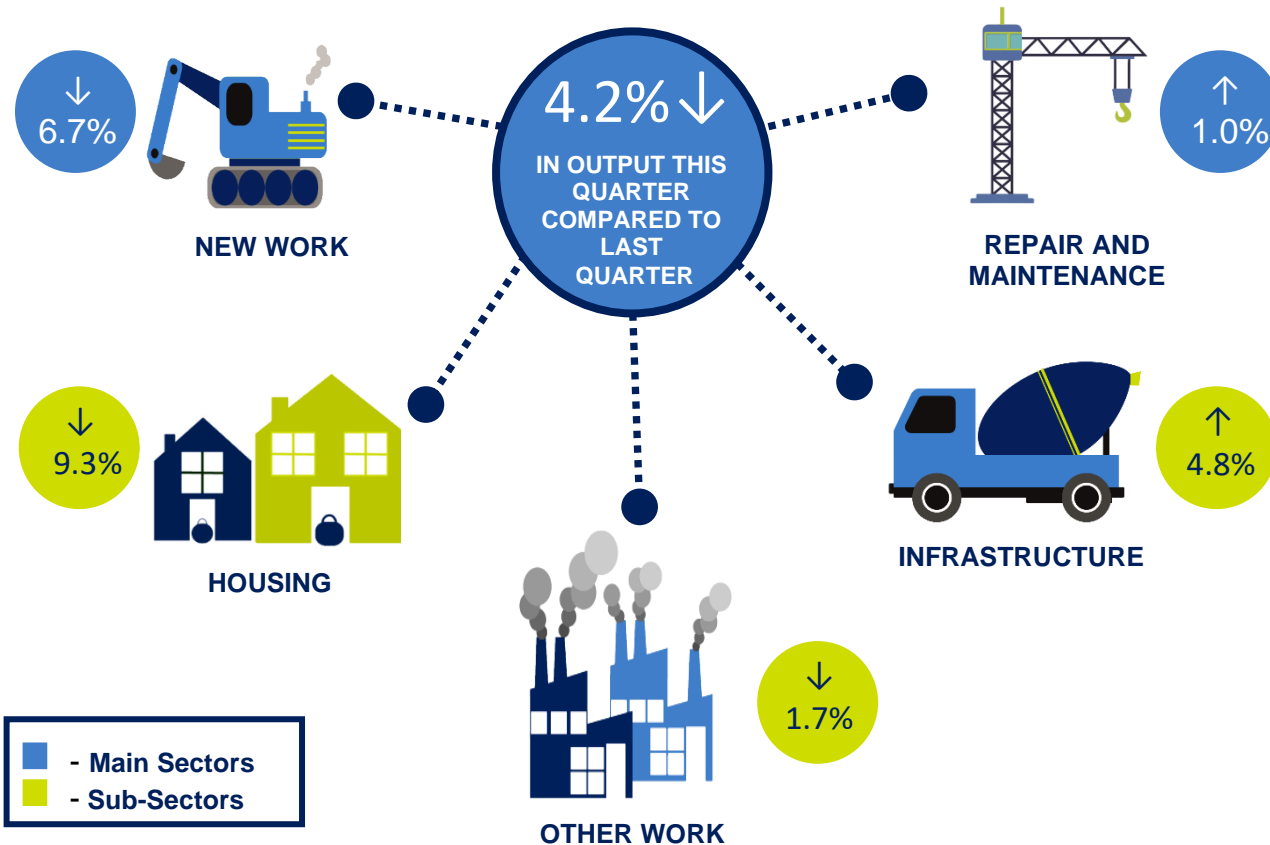 4.2% ↓
IN OUTPUT THIS
QUARTER
COMPARED TO
LAST
QUARTER
↓
6.7%
NEW WORK
↑
1.0%
REPAIR AND
MAINTENANCE
↓
9.3%
HOUSING
↑
4.8%
INFRASTRUCTURE
↓
1.7%
OTHER WORK
- Main Sectors
- Sub-Sectors